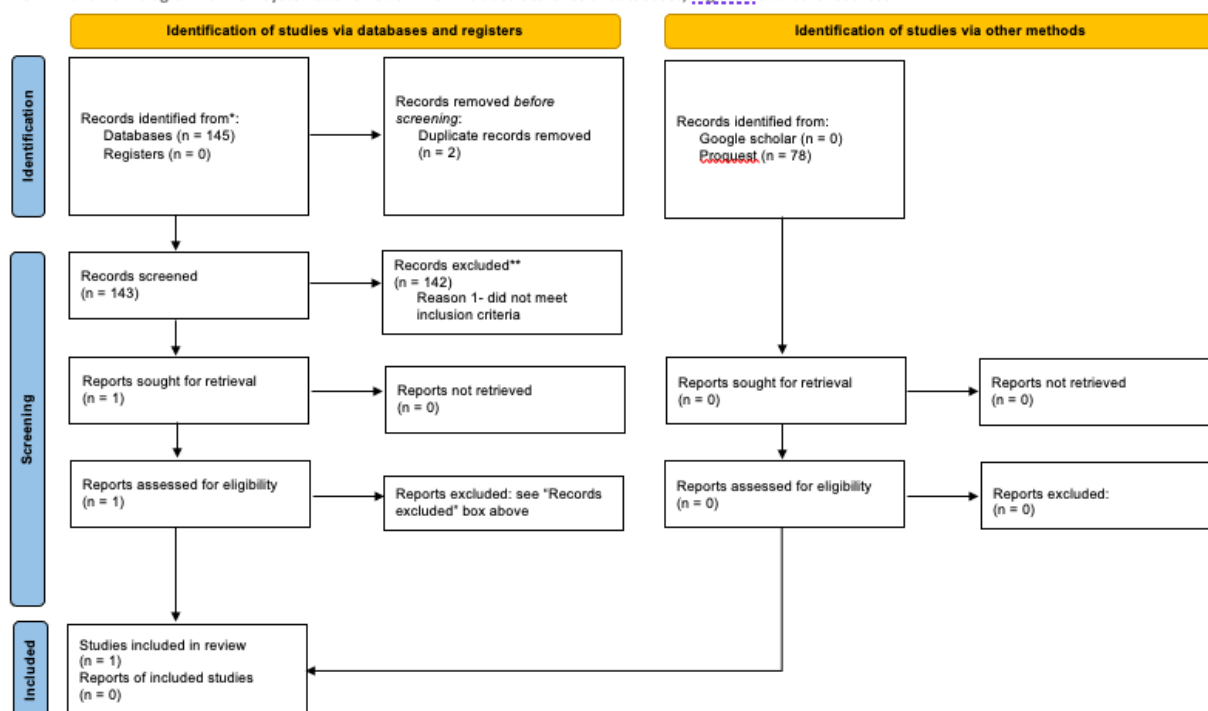 Identification of studies via databases and registers
Identification of studies via other methods
Identification
Records identified from*:
Databases (n = 145)
Registers (n = 0)
Records removed before
screening:
Duplicate records removed
(n = 2)
Records identified from:
Google scholar (n = 0)
Proquest (n = 78)
Screening
Records screened
(n = 143)
Records excluded**
(n = 142)
Reason 1- did not meet
inclusion criteria
Reports sought for retrieval
(n = 1)
Reports not retrieved
(n = 0)
Reports sought for retrieval
(n = 0)
Reports not retrieved
(n = 0)
Reports assessed for eligibility
(n = 1)
Reports excluded: see "Records
excluded" box above
Reports assessed for eligibility
(n = 0)
Reports excluded:
(n = 0)
Included
Studies included in review
(n = 1)
Reports of included studies
(n = 0)